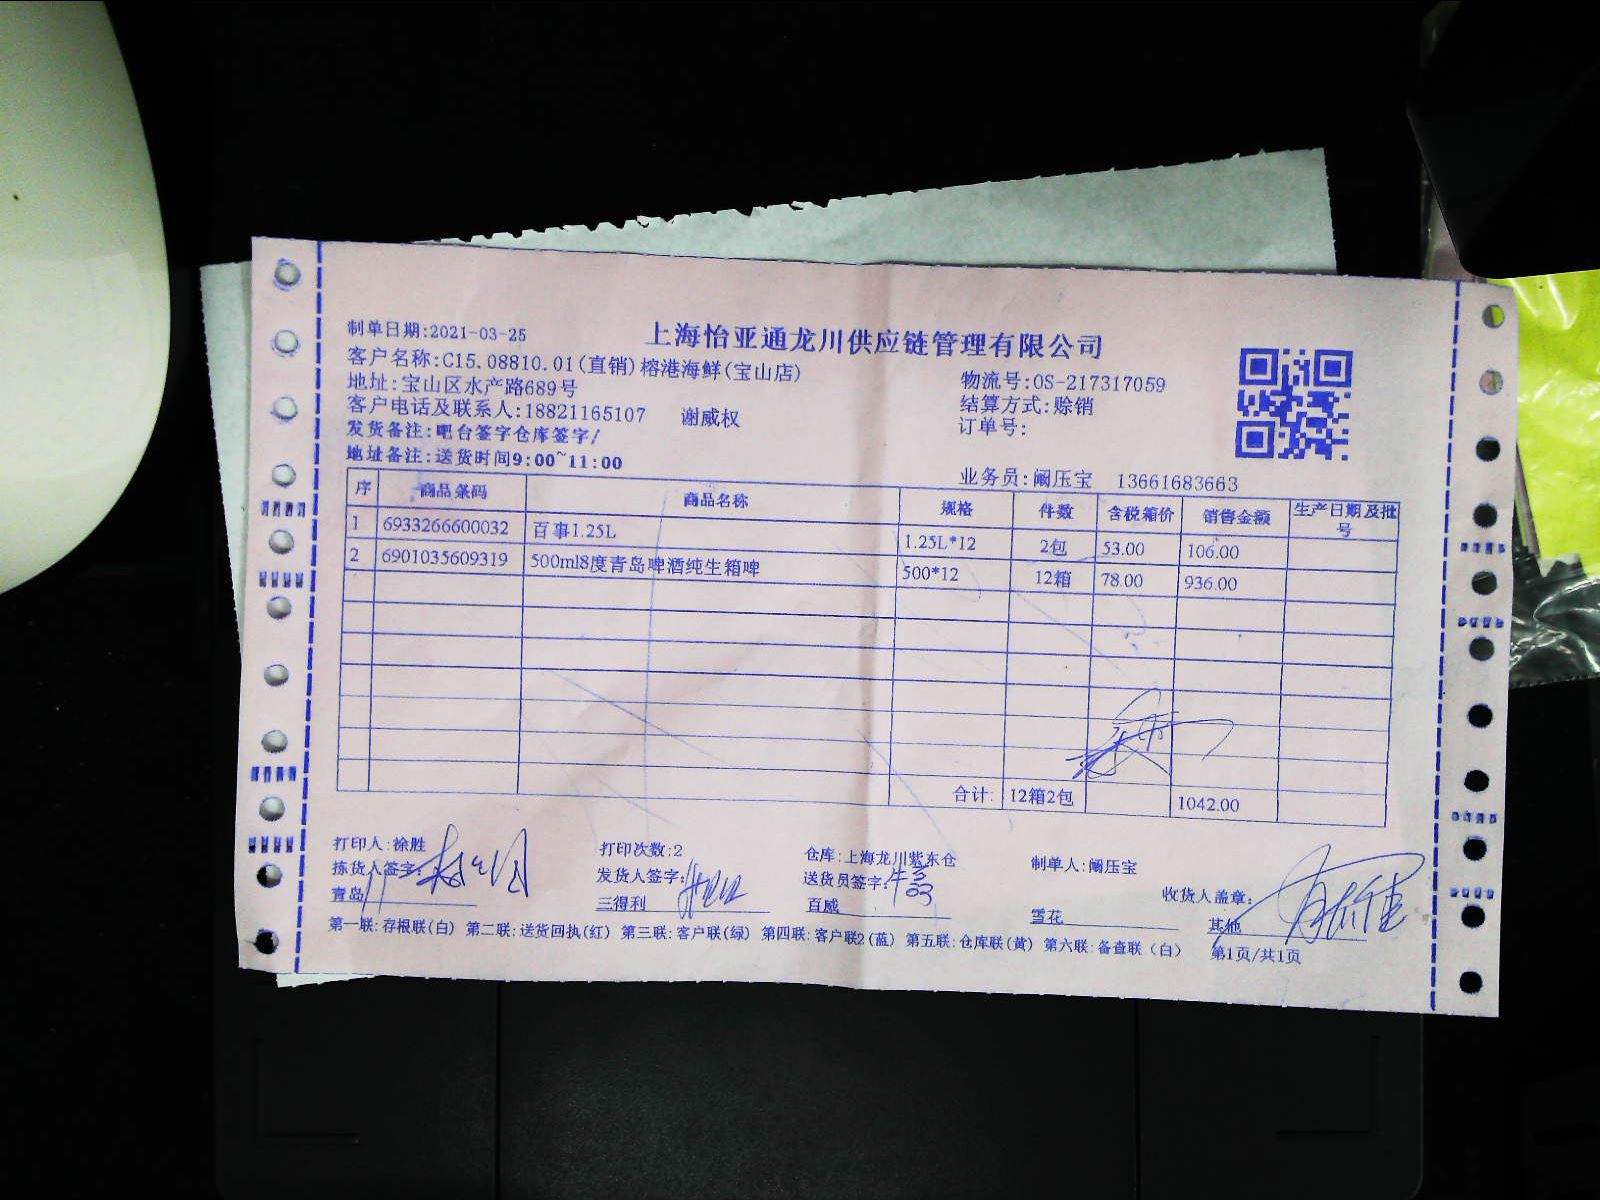 上海怡亚通龙川供应链管理有限公司
制单日期:2021-03-25
客户名称:C15.08810.01(直销)榕港海鲜(宝山店)
地址:宝山区水产路689号
物流号:OS-217317059
客户电话及联系人:18821165107 谢威权
结算方式:赊销
发货备注:吧台签字仓库签字/
订单号:
地址备注:送货时间9:00~11:00
业务员:阚压宝 13661683663
序 商品条码 商品名称 规格 件数 含税箱价 销售金额 生产日期及批号
1 6933266600032 百事1.25L 1.25L*12 2包 53.00 106.00
2 6901035609319 500ml8度青岛啤酒纯生箱啤 500*12 12箱 78.00 936.00
合计: 12箱2包 1042.00
打印人:徐胜 打印次数:2 仓库:上海龙川紫东仓 制单人:阚压宝
拣货人签字: 发货人签字: 送货员签字: 收货人盖章:
青岛 三得利 百威 雪花 其他
第一联:存根联(白) 第二联:送货回执(红) 第三联:客户联(绿) 第四联:客户联2(蓝) 第五联:仓库联(黄) 第六联:备查联(白) 第1页/共1页